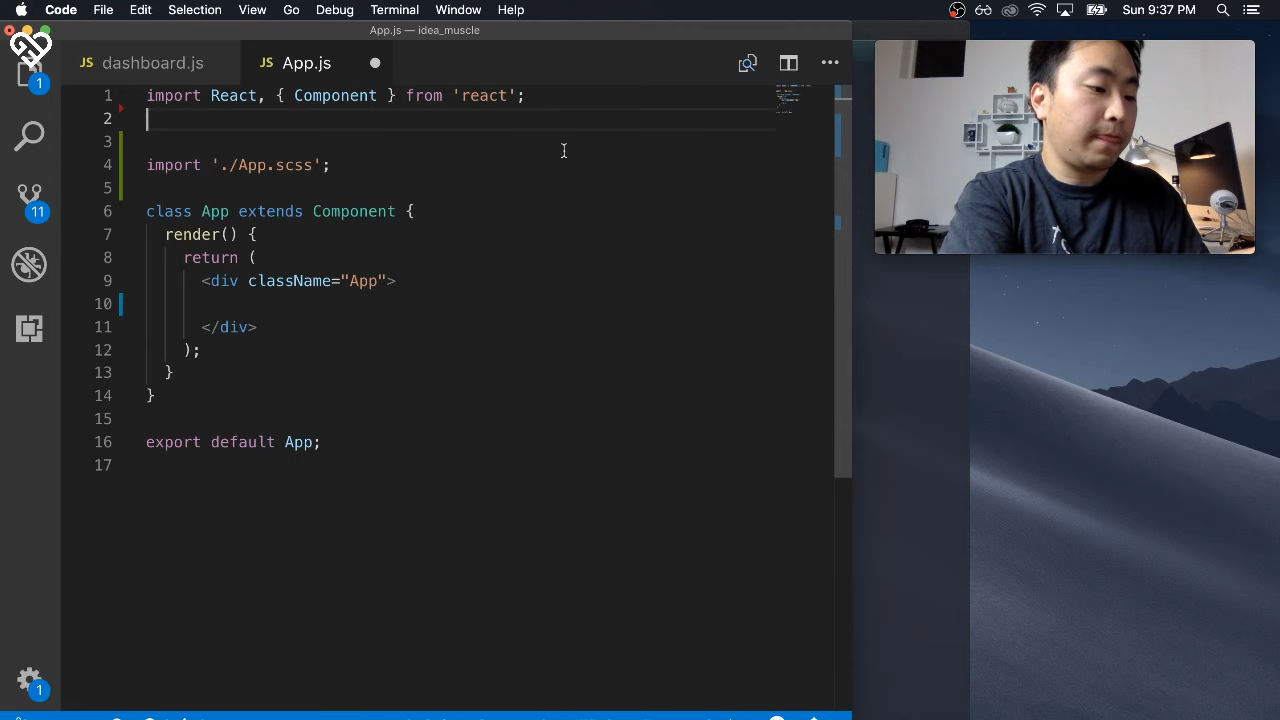 Code File Edit Selection View Go Debug Terminal Window Help Sun 9:37 PM
App.js — idea_muscle
JS dashboard.js JS App.js
1 import React, { Component } from 'react';
2
3
4 import './App.scss';
5
6 class App extends Component {
7 render() {
8 return (
9 <div className="App">
10
11 </div>
12 );
13 }
14 }
15
16 export default App;
17
1
11
1